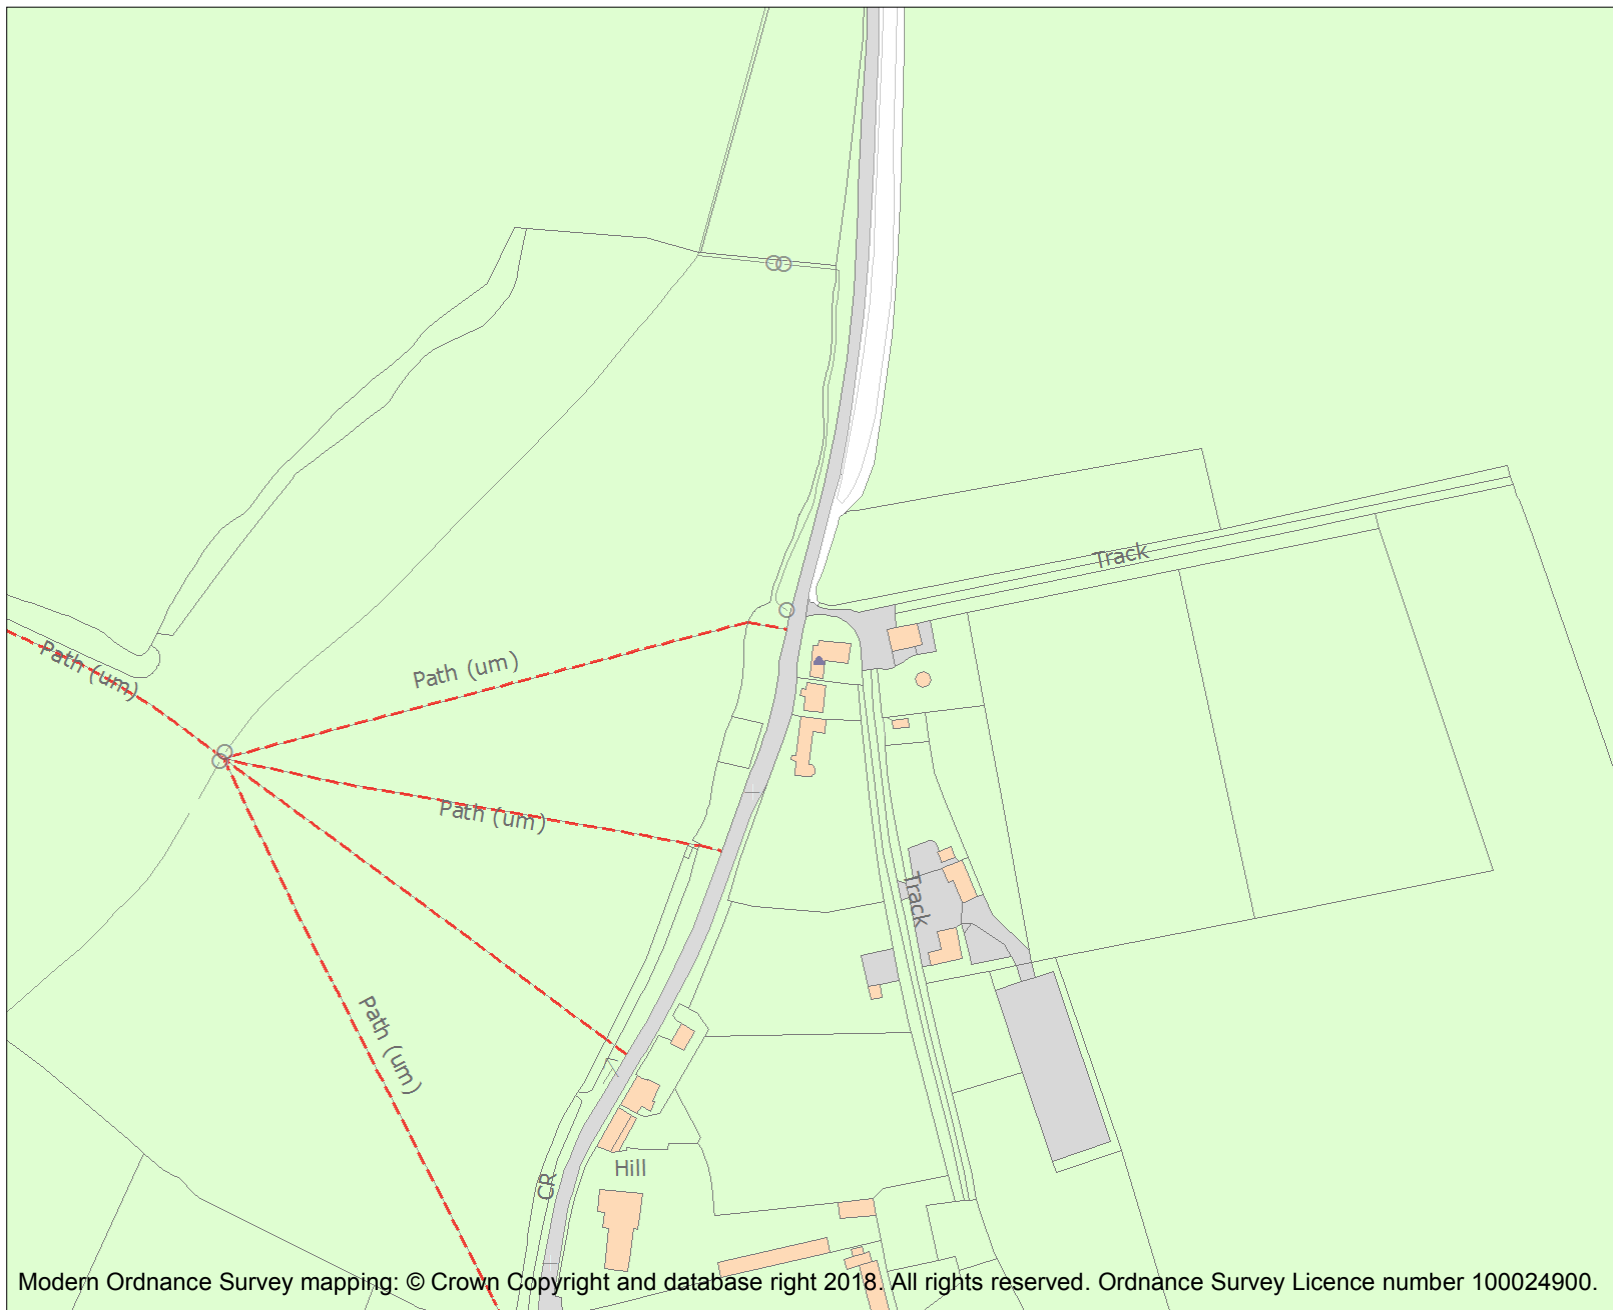 Track
Path (um)
Path (um)
Path (um)
Track
Path (um)
Hill
CR
Modern Ordnance Survey mapping: © Crown Copyright and database right 2018. All rights reserved. Ordnance Survey Licence number 100024900.